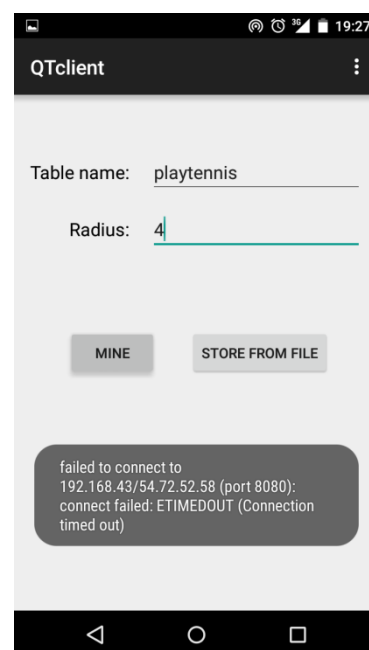 3G 19:27
QTclient
Table name: playtennis
Radius: 4
MINE STORE FROM FILE
failed to connect to
192.168.43/54.72.52.58 (port 8080):
connect failed: ETIMEDOUT (Connection
timed out)